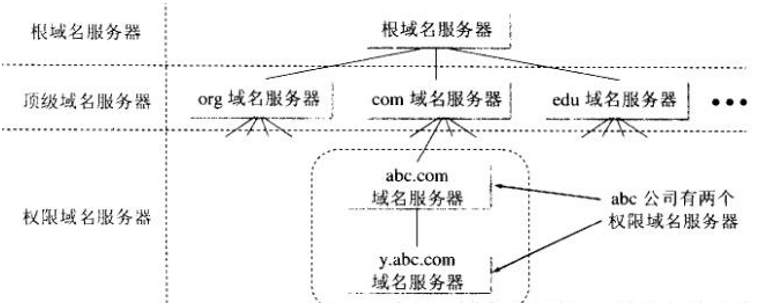 根域名服务器
根域名服务器
顶级域名服务器
org 域名服务器
com 域名服务器
edu 域名服务器
•••
权限域名服务器
abc.com
域名服务器
y.abc.com
域名服务器
abc 公司有两个
权限域名服务器